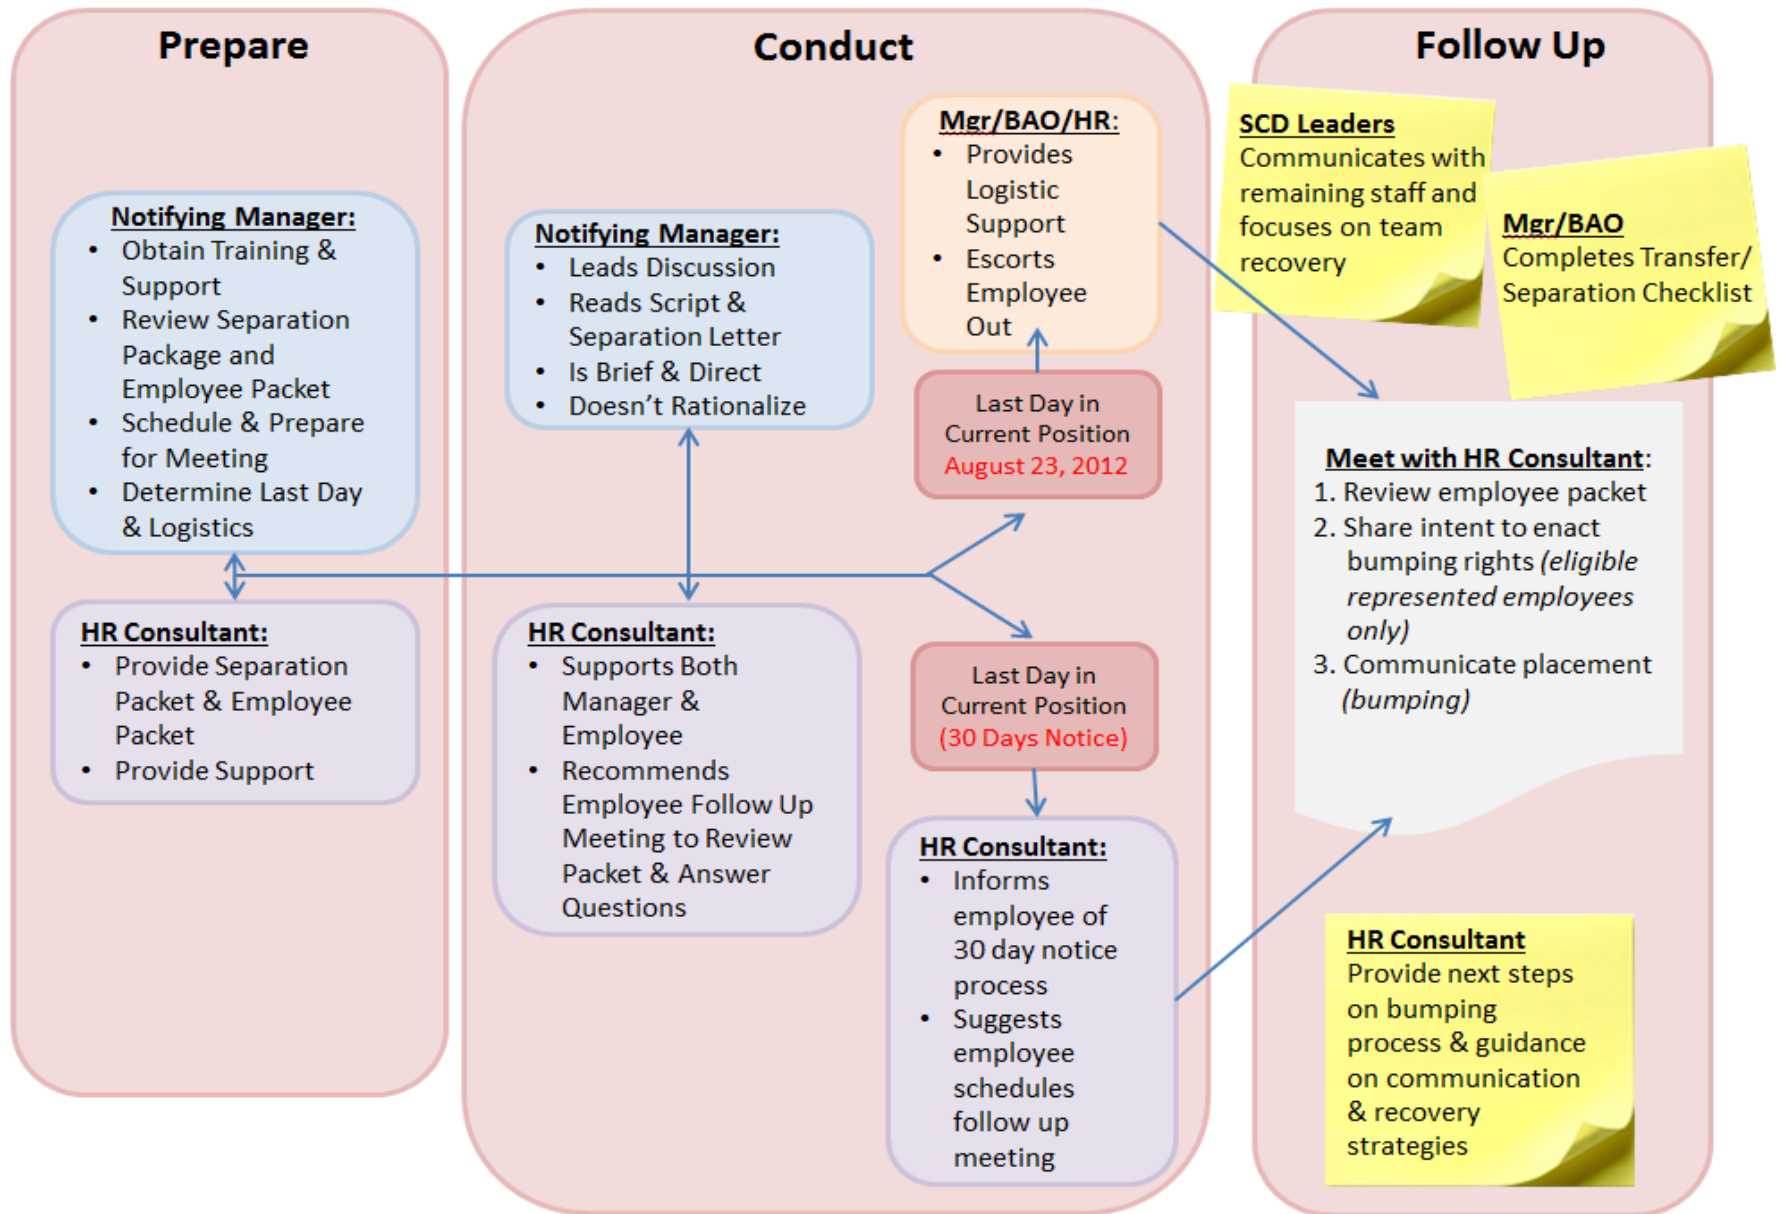 Prepare
Notifying Manager:
• Obtain Training &
Support
• Review Separation
Package and
Employee Packet
• Schedule & Prepare
for Meeting
• Determine Last Day
& Logistics
HR Consultant:
• Provide Separation
Packet & Employee
Packet
• Provide Support
Conduct
Notifying Manager:
• Leads Discussion
• Reads Script &
Separation Letter
• Is Brief & Direct
• Doesn’t Rationalize
HR Consultant:
• Supports Both
Manager &
Employee
• Recommends
Employee Follow Up
Meeting to Review
Packet & Answer
Questions
Mgr/BAO/HR:
• Provides
Logistic
Support
• Escorts
Employee
Out
Last Day in
Current Position
August 23, 2012
Last Day in
Current Position
(30 Days Notice)
HR Consultant:
• Informs
employee of
30 day notice
process
• Suggests
employee
schedules
follow up
meeting
Follow Up
SCD Leaders
Communicates with
remaining staff and
focuses on team
recovery
Mgr/BAO
Completes Transfer/
Separation Checklist
Meet with HR Consultant:
1. Review employee packet
2. Share intent to enact
bumping rights (eligible
represented employees
only)
3. Communicate placement
(bumping)
HR Consultant
Provide next steps
on bumping
process & guidance
on communication
& recovery
strategies